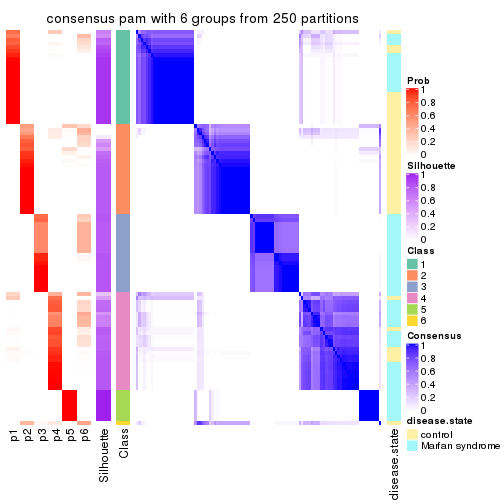 consensus pam with 6 groups from 250 partitions
Prob
1
0.8
0.6
0.4
0.2
0
Silhouette
1
0.8
0.6
0.4
0.2
0
Class
1
2
3
4
5
6
Consensus
1
0.8
0.6
0.4
0.2
0
disease.state
control
Marfan syndrome
p1
p2
p3
p4
p5
p6
Silhouette
Class
disease.state